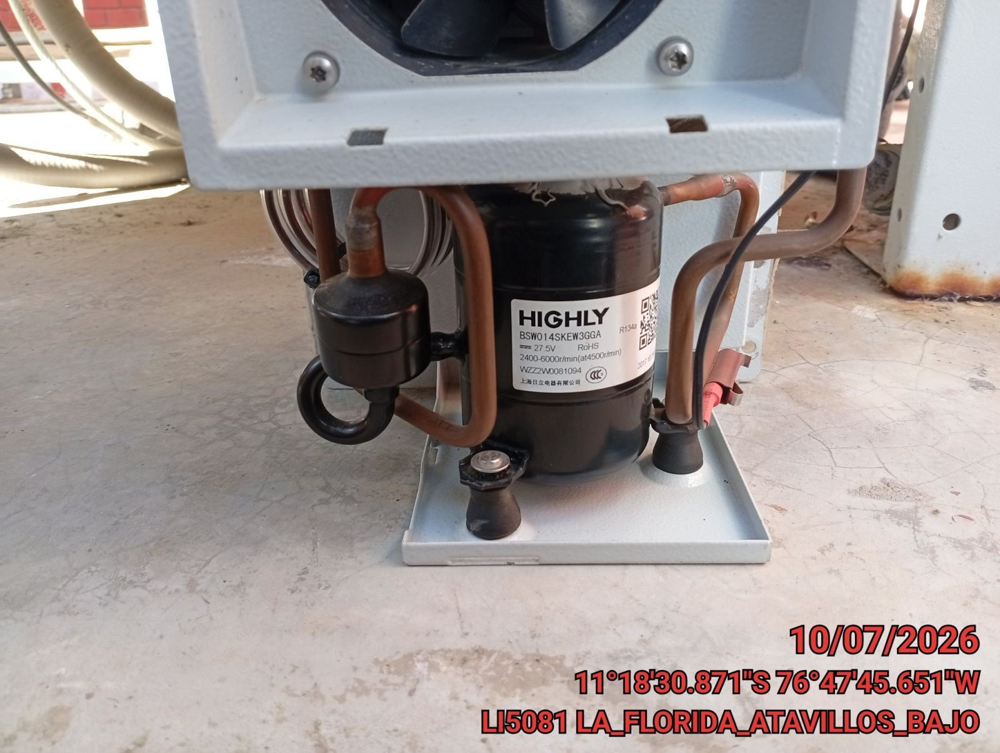 HIGHLY
BSW014SKEW3GGA
R134a
27.5V RoHS
2400-6000r/min(at4500r/min)
WZZ2W0081094
上海日立电器有限公司
10/07/2026
11°18'30.871"S 76°47'45.651"W
LI5081 LA_FLORIDA_ATAVILLOS_BAJO